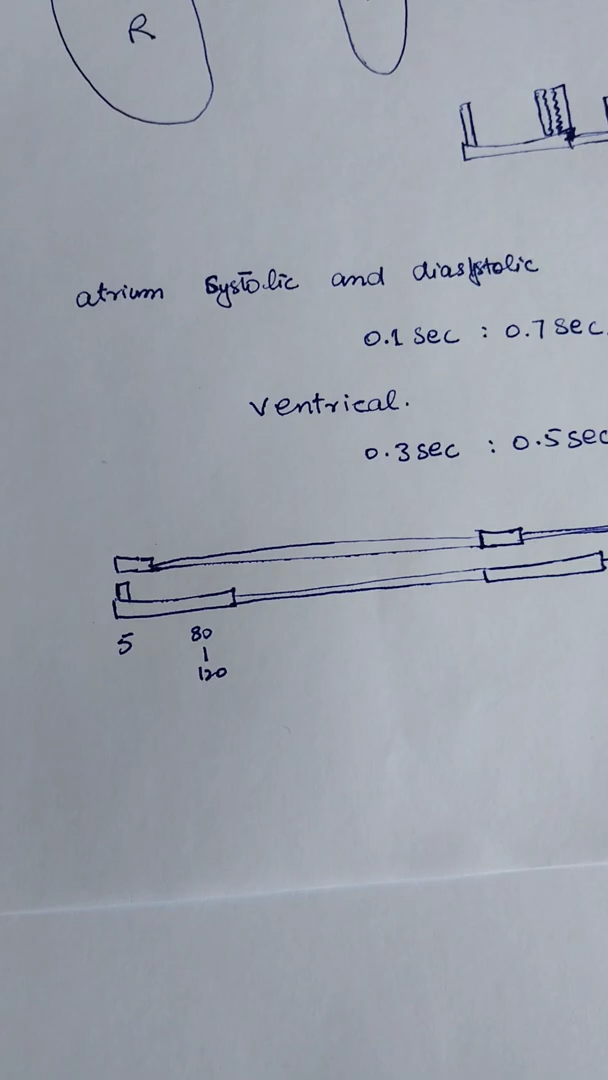 R
atrium systolic and diasystolic
0.1 sec : 0.7 sec.
ventrical.
0.3 sec : 0.5 sec
5 80
120